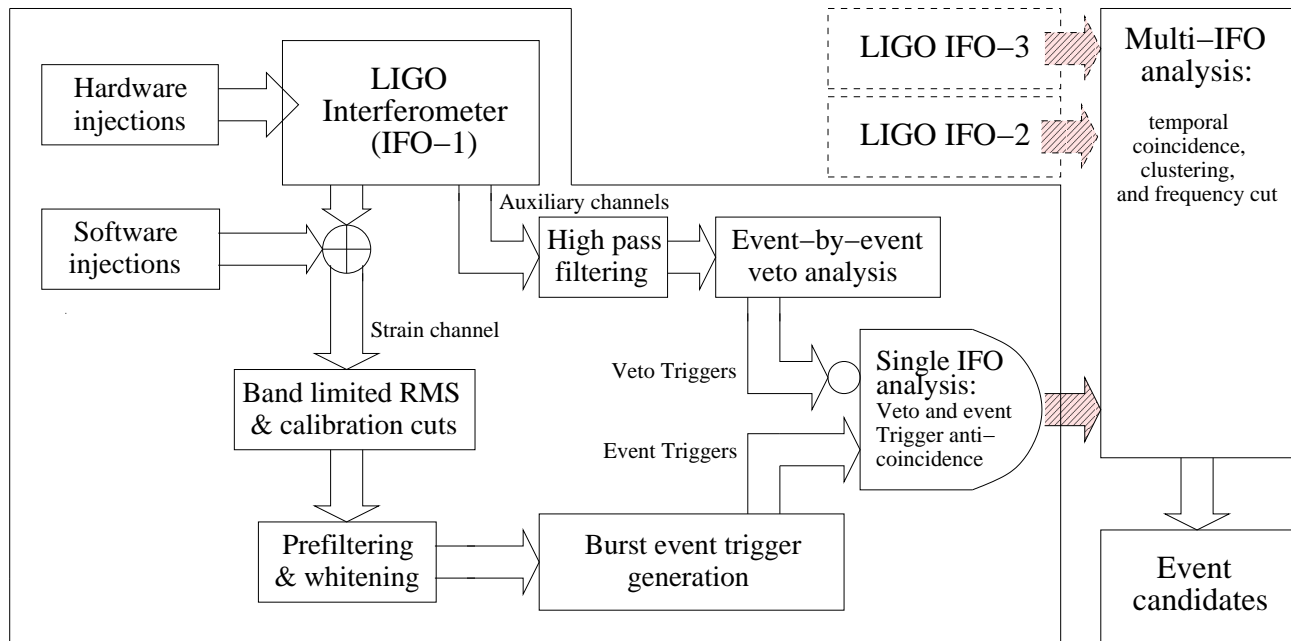 Hardware
injections
LIGO
Interferometer
(IFO−1)
LIGO IFO−3
LIGO IFO−2
Multi−IFO
analysis:
temporal
coincidence,
clustering,
and frequency cut
Software
injections
Auxiliary channels
High pass
filtering
Event−by−event
veto analysis
Strain channel
Veto Triggers
Single IFO
analysis:
Veto and event
Trigger anti−
coincidence
Band limited RMS
& calibration cuts
Event Triggers
Prefiltering
& whitening
Burst event trigger
generation
Event
candidates